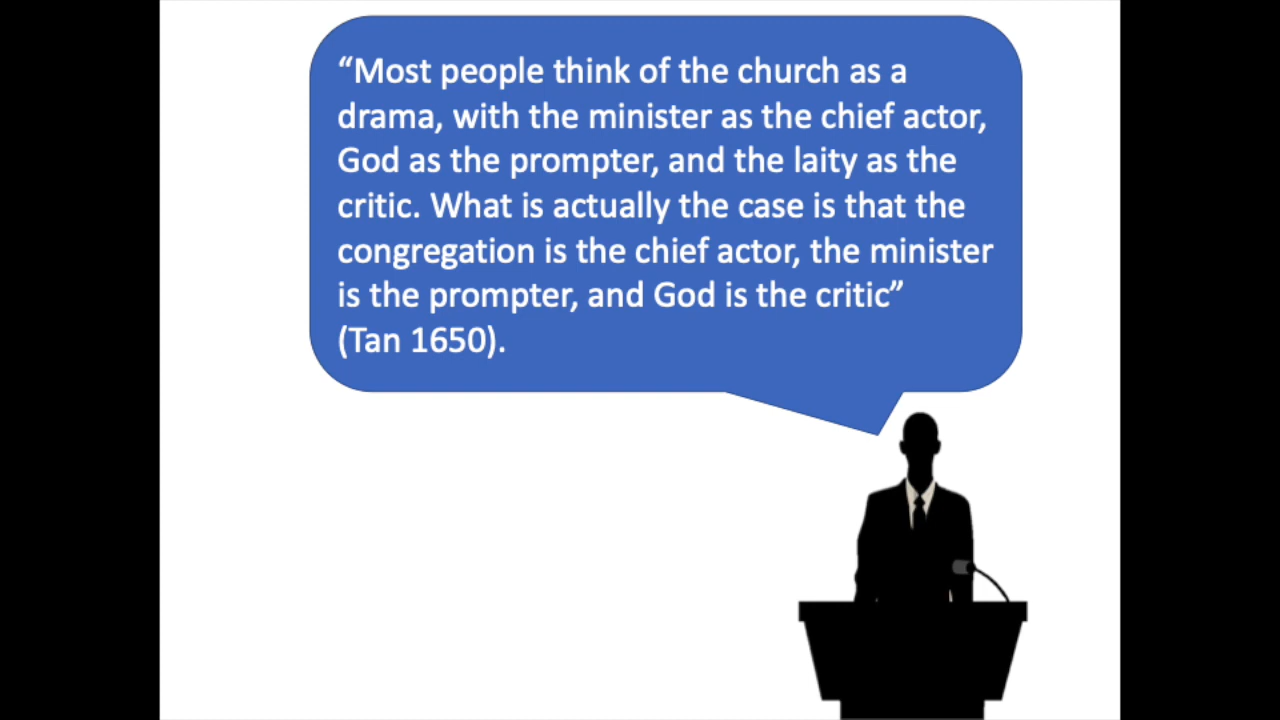 “Most people think of the church as a
drama, with the minister as the chief actor,
God as the prompter, and the laity as the
critic. What is actually the case is that the
congregation is the chief actor, the minister
is the prompter, and God is the critic”
(Tan 1650).